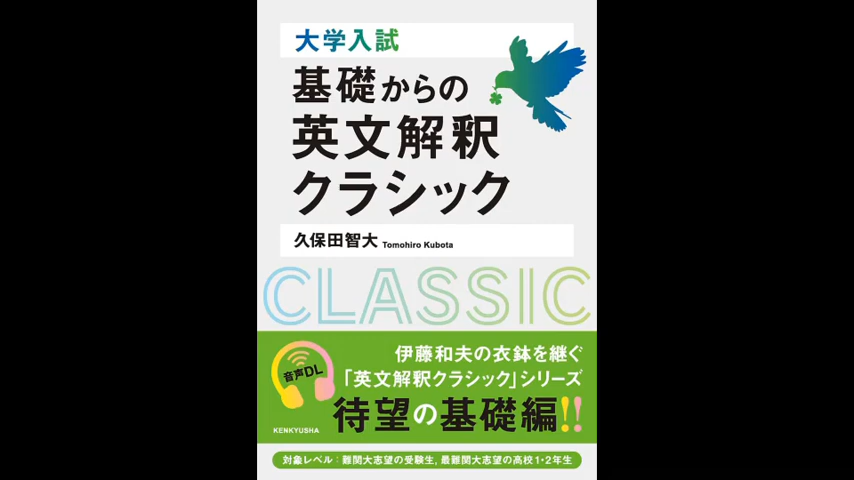 大学入試
基礎からの
英文解釈
クラシック
久保田智大 Tomohiro Kubota
CLASSIC
音声DL
伊藤和夫の衣鉢を継ぐ
「英文解釈クラシック」シリーズ
待望の基礎編!!
KENKYUSHA
対象レベル：難関大志望の受験生, 最難関大志望の高校1・2年生